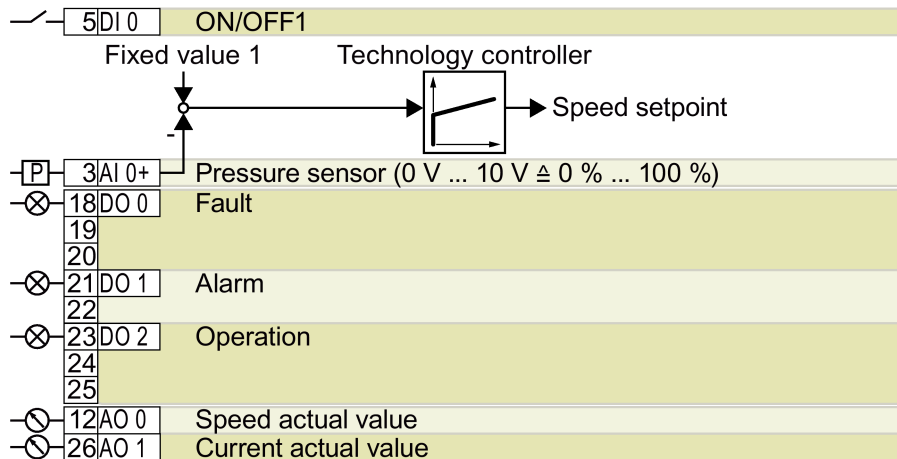 5 DI 0 ON/OFF1
Fixed value 1 Technology controller
Speed setpoint
-
P 3 AI 0+ Pressure sensor (0 V ... 10 V ≙ 0 % ... 100 %)
18 DO 0 Fault
19
20
21 DO 1 Alarm
22
23 DO 2 Operation
24
25
12 AO 0 Speed actual value
26 AO 1 Current actual value